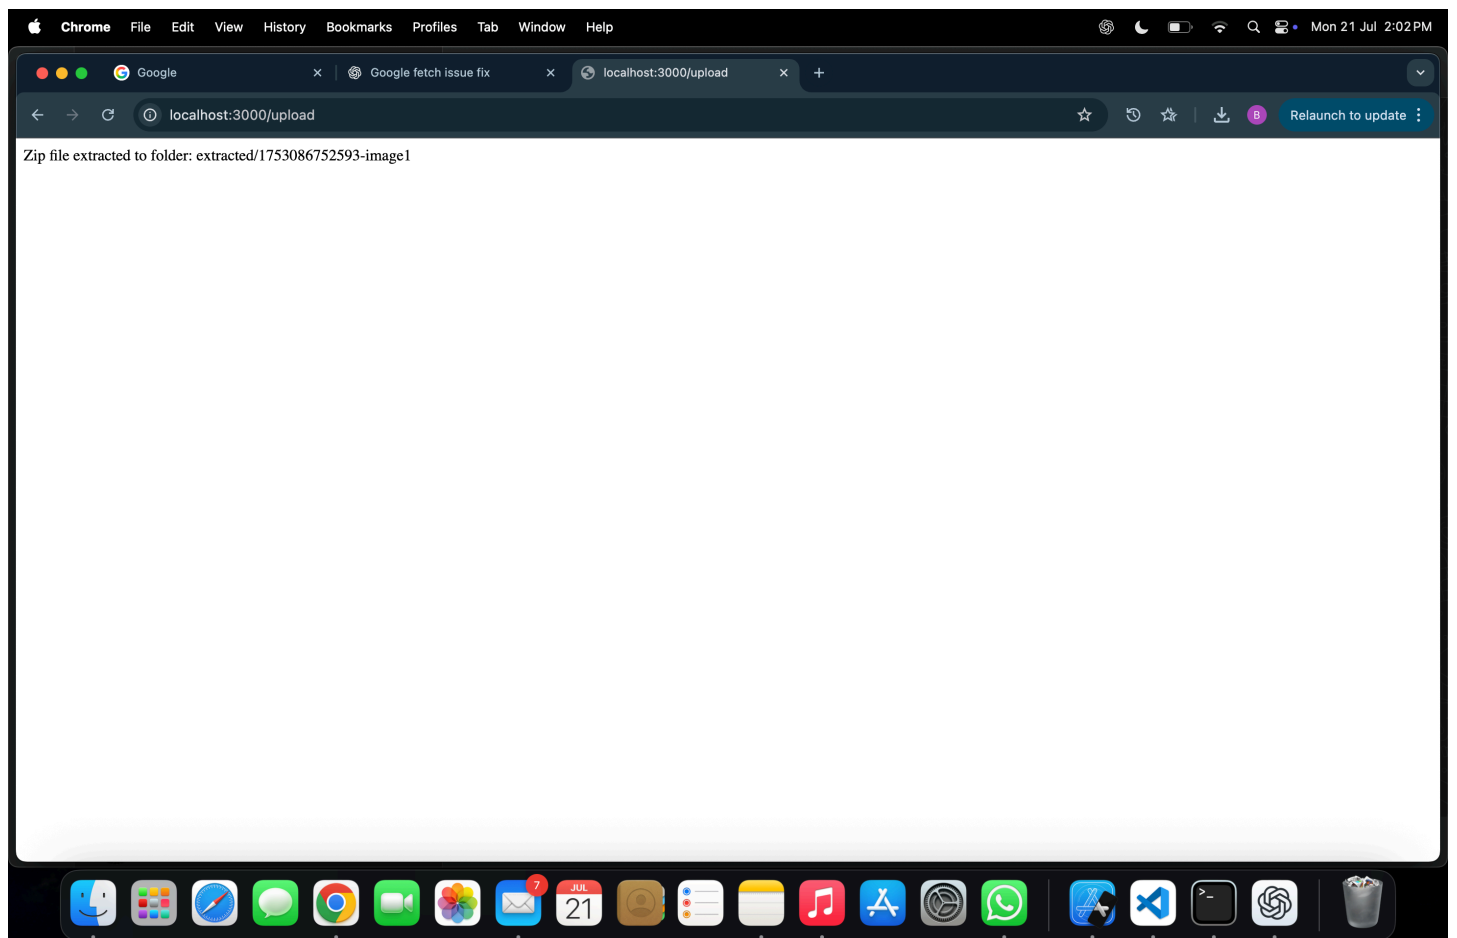 Chrome File Edit View History Bookmarks Profiles Tab Window Help Mon 21 Jul 2:02 PM
Google Google fetch issue fix localhost:3000/upload
localhost:3000/upload B Relaunch to update
Zip file extracted to folder: extracted/1753086752593-image1
7
JUL
21
>_